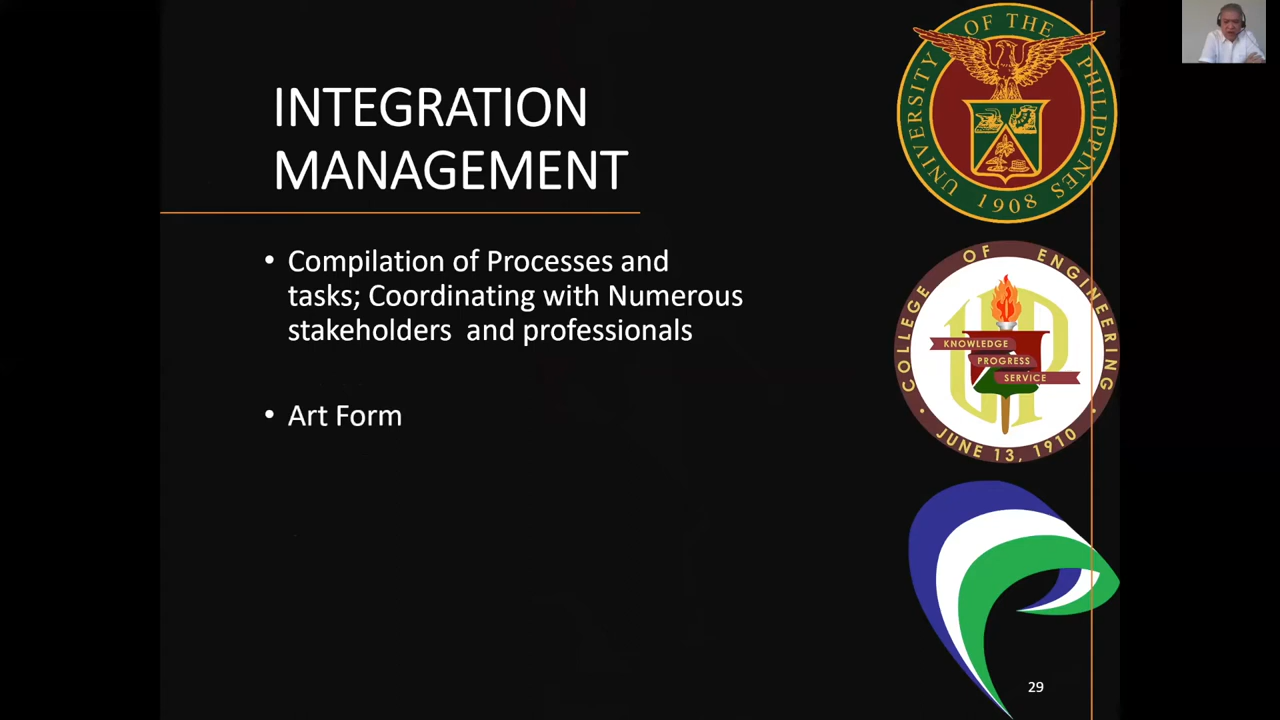 INTEGRATION
MANAGEMENT
• Compilation of Processes and
tasks; Coordinating with Numerous
stakeholders and professionals
• Art Form
UNIVERSITY OF THE PHILIPPINES
1908
COLLEGE OF ENGINEERING
UP
KNOWLEDGE
PROGRESS
SERVICE
• JUNE 13, 1910 •
29